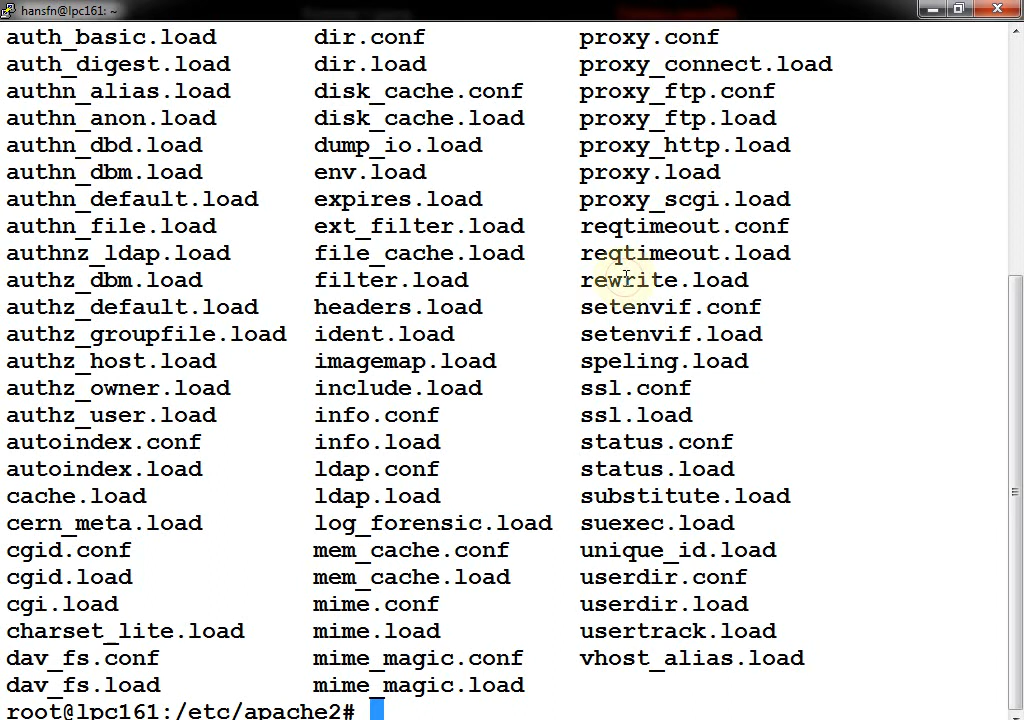 hansfn@lpc161: ~
auth_basic.load dir.conf proxy.conf
auth_digest.load dir.load proxy_connect.load
authn_alias.load disk_cache.conf proxy_ftp.conf
authn_anon.load disk_cache.load proxy_ftp.load
authn_dbd.load dump_io.load proxy_http.load
authn_dbm.load env.load proxy.load
authn_default.load expires.load proxy_scgi.load
authn_file.load ext_filter.load reqtimeout.conf
authnz_ldap.load file_cache.load reqtimeout.load
authz_dbm.load filter.load rewrite.load
authz_default.load headers.load setenvif.conf
authz_groupfile.load ident.load setenvif.load
authz_host.load imagemap.load speling.load
authz_owner.load include.load ssl.conf
authz_user.load info.conf ssl.load
autoindex.conf info.load status.conf
autoindex.load ldap.conf status.load
cache.load ldap.load substitute.load
cern_meta.load log_forensic.load suexec.load
cgid.conf mem_cache.conf unique_id.load
cgid.load mem_cache.load userdir.conf
cgi.load mime.conf userdir.load
charset_lite.load mime.load usertrack.load
dav_fs.conf mime_magic.conf vhost_alias.load
dav_fs.load mime_magic.load
root@lpc161:/etc/apache2#